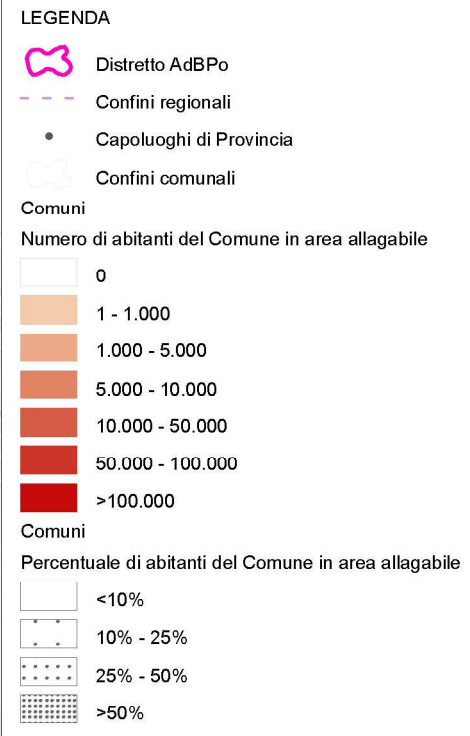 LEGENDA
Distretto AdBPo
Confini regionali
Capoluoghi di Provincia
Confini comunali
Comuni
Numero di abitanti del Comune in area allagabile
0
1 - 1.000
1.000 - 5.000
5.000 - 10.000
10.000 - 50.000
50.000 - 100.000
>100.000
Comuni
Percentuale di abitanti del Comune in area allagabile
<10%
10% - 25%
25% - 50%
>50%